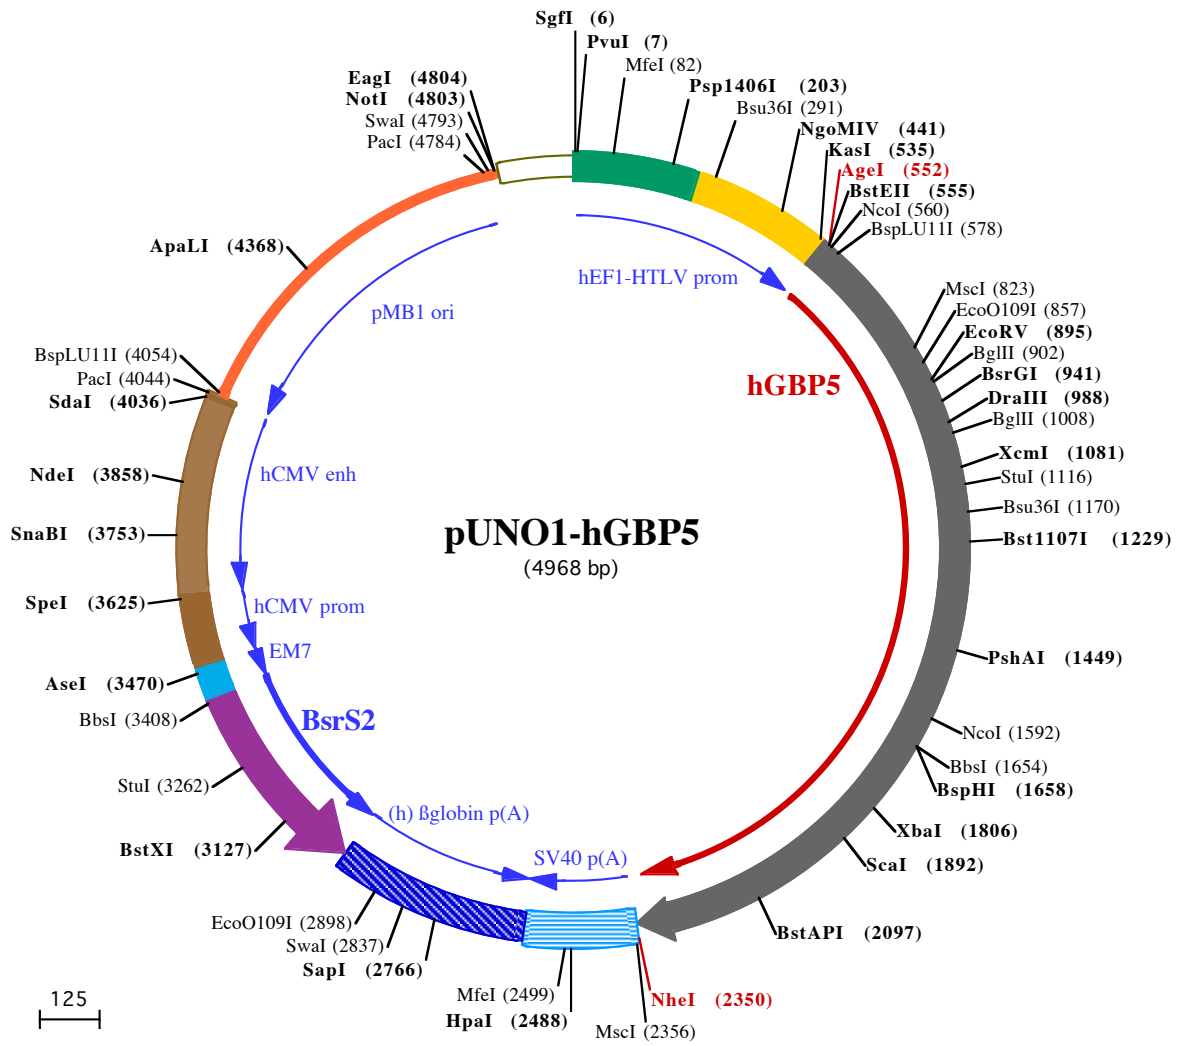 SgfI (6)
PvuI (7)
MfeI (82)
Psp1406I (203)
Bsu36I (291)
NgoMIV (441)
KasI (535)
AgeI (552)
BstEII (555)
NcoI (560)
BspLU11I (578)
MscI (823)
EcoO109I (857)
EcoRV (895)
BglII (902)
BsrGI (941)
DraIII (988)
BglII (1008)
XcmI (1081)
StuI (1116)
Bsu36I (1170)
Bst1107I (1229)
PshAI (1449)
NcoI (1592)
BbsI (1654)
BspHI (1658)
XbaI (1806)
ScaI (1892)
BstAPI (2097)
NheI (2350)
MscI (2356)
HpaI (2488)
MfeI (2499)
SapI (2766)
SwaI (2837)
EcoO109I (2898)
BstXI (3127)
StuI (3262)
BbsI (3408)
AseI (3470)
SpeI (3625)
SnaBI (3753)
NdeI (3858)
SdaI (4036)
PacI (4044)
BspLU11I (4054)
ApaLI (4368)
PacI (4784)
SwaI (4793)
NotI (4803)
EagI (4804)
hEF1-HTLV prom
hGBP5
SV40 p(A)
(h) ßglobin p(A)
BsrS2
EM7
hCMV prom
hCMV enh
pMB1 ori
pUNO1-hGBP5
(4968 bp)
125